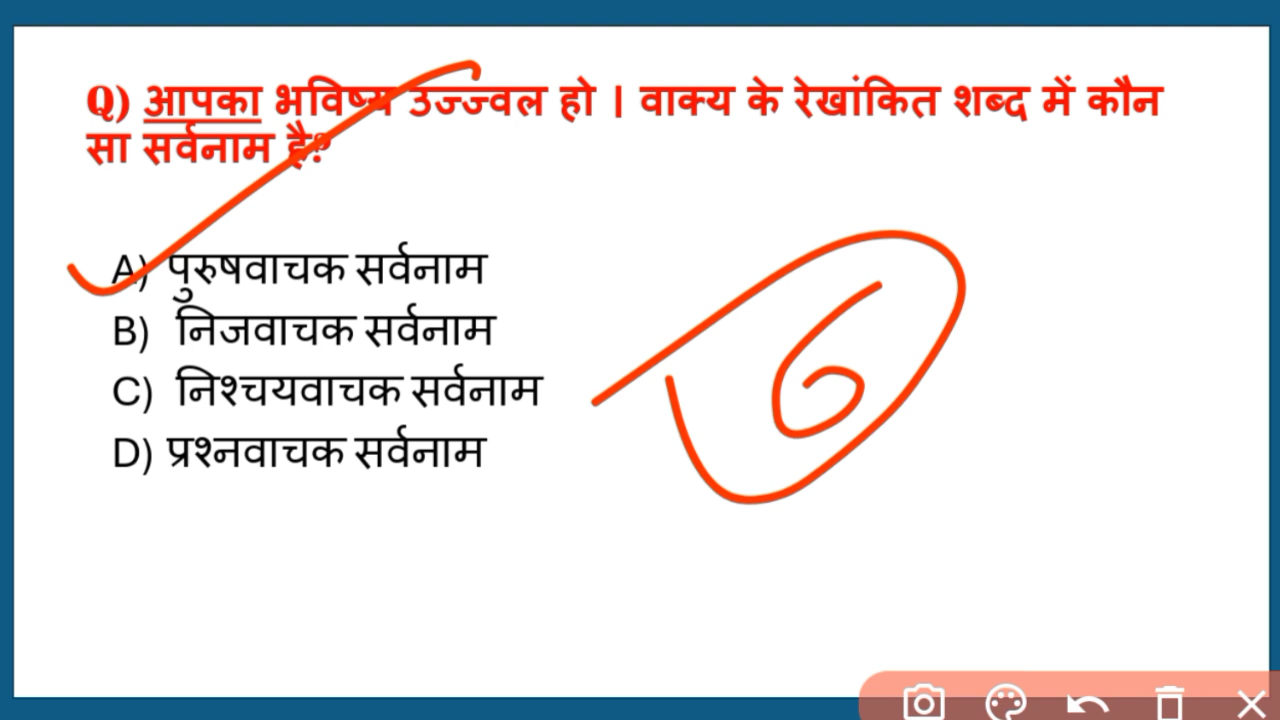 Q) आपका भविष्य उज्ज्वल हो । वाक्य के रेखांकित शब्द में कौन
सा सर्वनाम है?
A) पुरुषवाचक सर्वनाम
B) निजवाचक सर्वनाम
C) निश्चयवाचक सर्वनाम
D) प्रश्नवाचक सर्वनाम